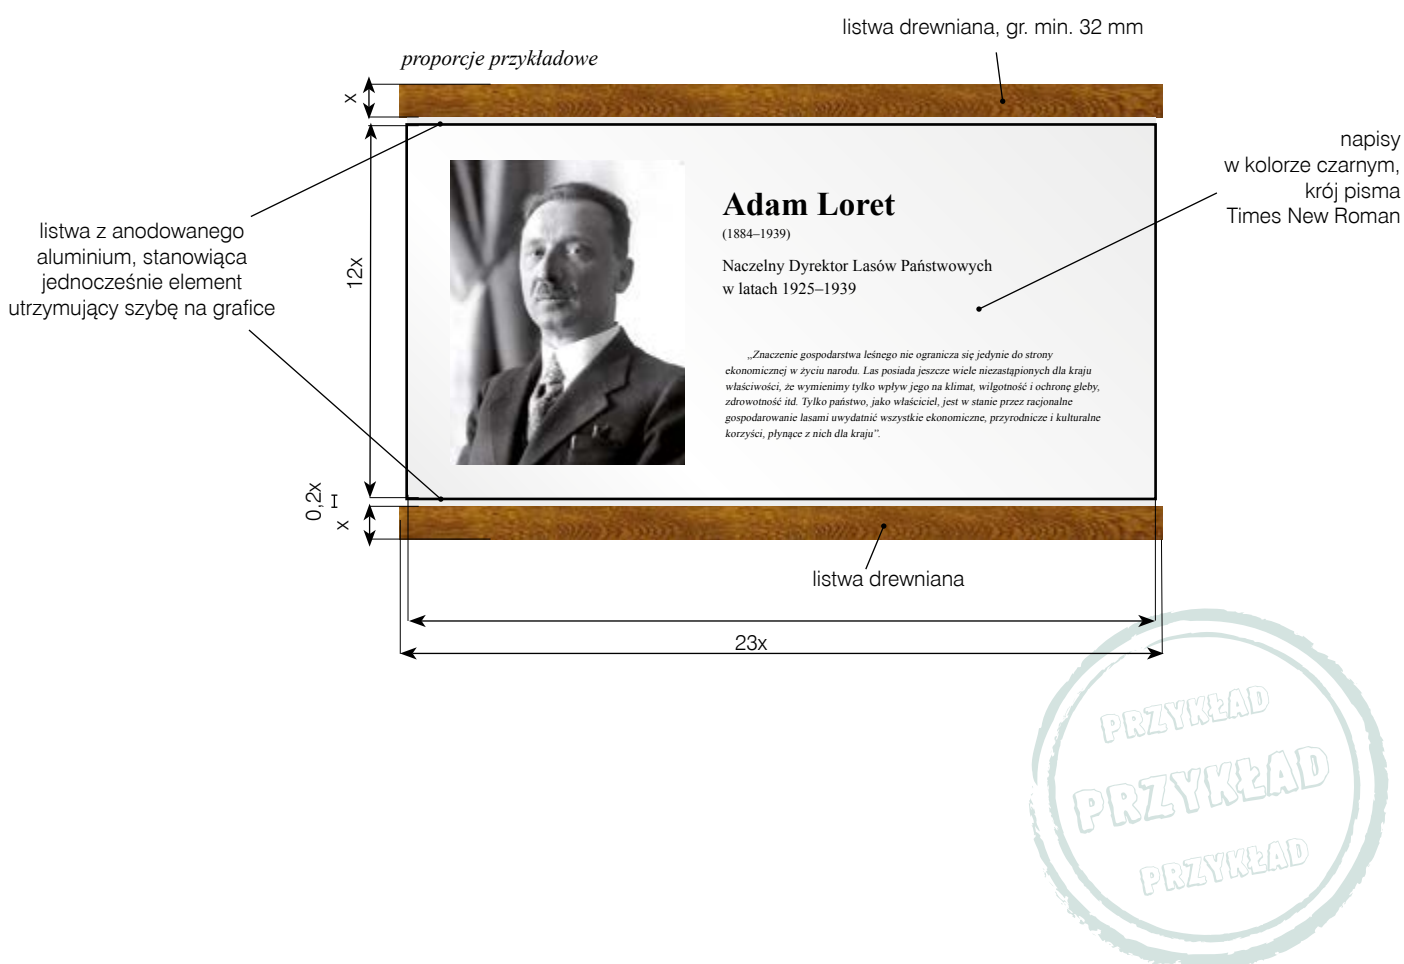 listwa drewniana, gr. min. 32 mm
proporcje przykładowe
x
napisy
w kolorze czarnym,
krój pisma
Times New Roman
listwa z anodowanego
aluminium, stanowiąca
jednocześnie element
utrzymujący szybę na grafice
12x
Adam Loret
(1884–1939)
Naczelny Dyrektor Lasów Państwowych
w latach 1925–1939
„Znaczenie gospodarstwa leśnego nie ogranicza się jedynie do strony
ekonomicznej w życiu narodu. Las posiada jeszcze wiele niezastąpionych dla kraju
właściwości, że wymienimy tylko wpływ jego na klimat, wilgotność i ochronę gleby,
zdrowotność itd. Tylko państwo, jako właściciel, jest w stanie przez racjonalne
gospodarowanie lasami uwydatnić wszystkie ekonomiczne, przyrodnicze i kulturalne
korzyści, płynące z nich dla kraju”.
0,2x
x
listwa drewniana
23x
PRZYKŁAD
PRZYKŁAD
PRZYKŁAD